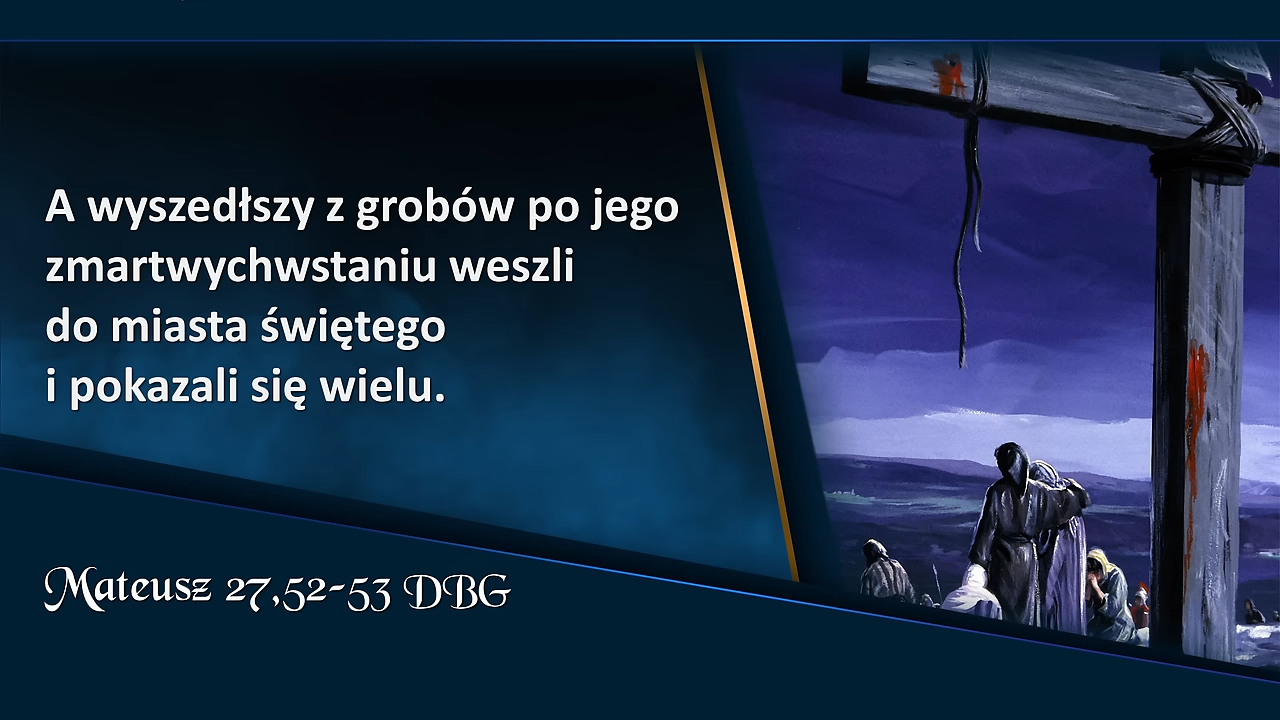 A wyszedłszy z grobów po jego
zmartwychwstaniu weszli
do miasta świętego
i pokazali się wielu.
Mateusz 27,52-53 DBG